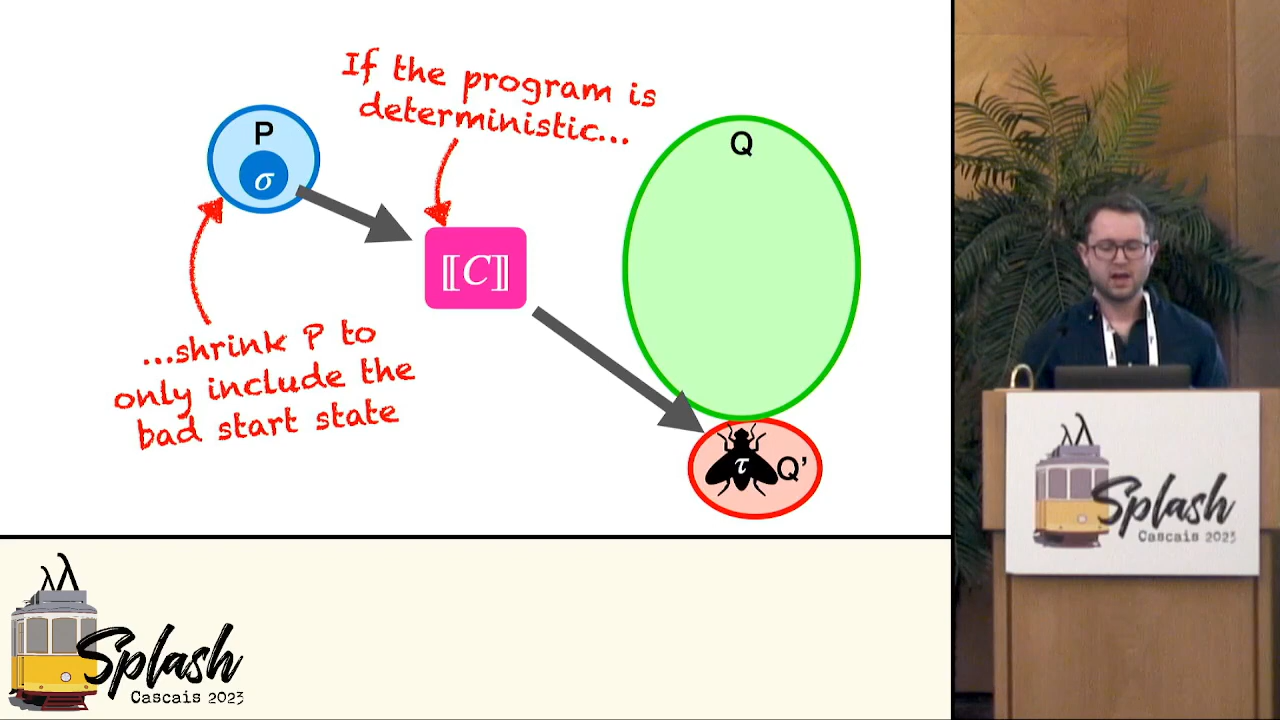 If the program is
deterministic...
P
σ
Q
⟦C⟧
...shrink P to
only include the
bad start state
τ
Q'
Splash
Cascais 2023
Splash
Cascais 2023